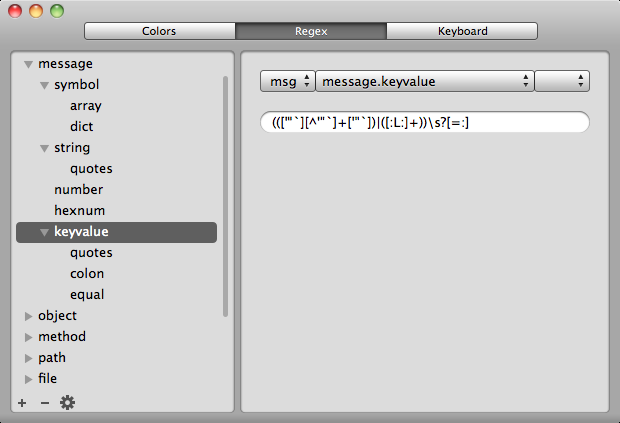 Colors Regex Keyboard
message
symbol
array
dict
string
quotes
number
hexnum
keyvalue
quotes
colon
equal
object
method
path
file
msg message.keyvalue
((["'`][^"'`]+["'`])|([:L:]+))\s?[=:]